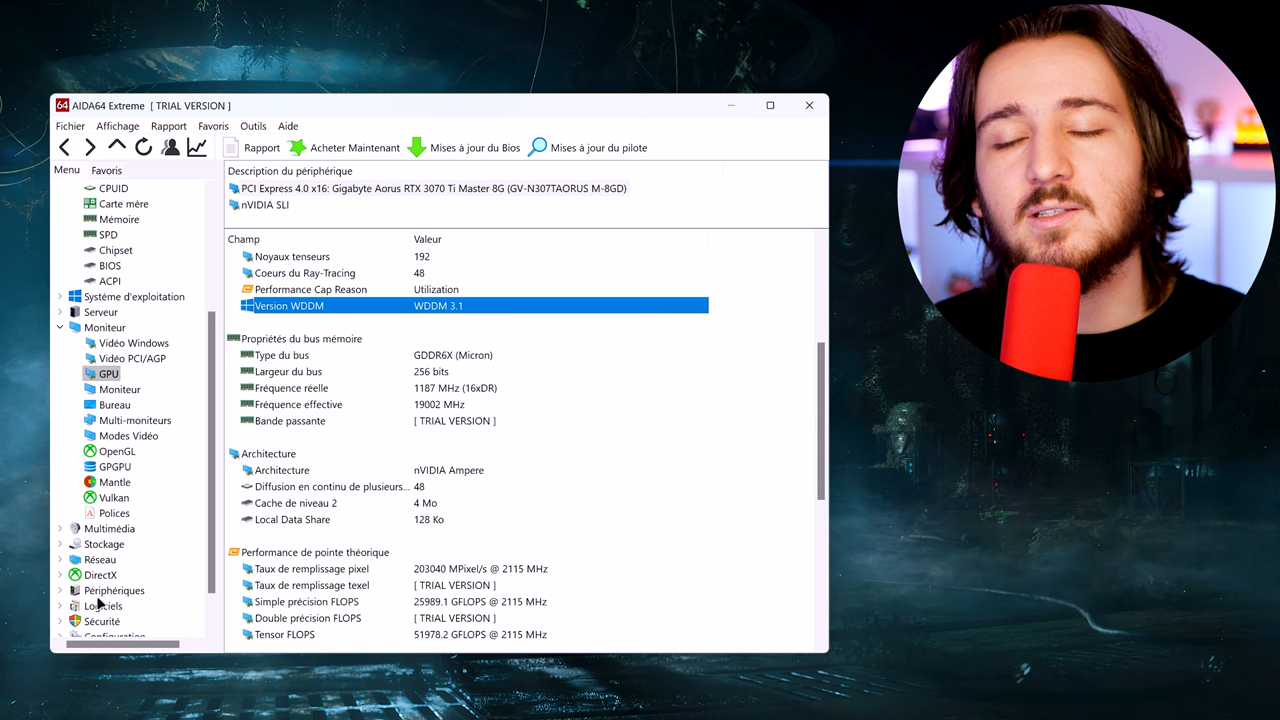 64 AIDA64 Extreme [ TRIAL VERSION ]
Fichier Affichage Rapport Favoris Outils Aide
Rapport Acheter Maintenant Mises à jour du Bios Mises à jour du pilote
Menu Favoris
CPUID
Carte mère
Mémoire
SPD
Chipset
BIOS
ACPI
Système d'exploitation
Serveur
Moniteur
Vidéo Windows
Vidéo PCI/AGP
GPU
Moniteur
Bureau
Multi-moniteurs
Modes Vidéo
OpenGL
GPGPU
Mantle
Vulkan
Polices
Multimédia
Stockage
Réseau
DirectX
Périphériques
Logiciels
Sécurité
Configuration
Description du périphérique
PCI Express 4.0 x16: Gigabyte Aorus RTX 3070 Ti Master 8G (GV-N307TAORUS M-8GD)
nVIDIA SLI
Champ Valeur
Noyaux tenseurs 192
Coeurs du Ray-Tracing 48
Performance Cap Reason Utilization
Version WDDM WDDM 3.1
Propriétés du bus mémoire
Type du bus GDDR6X (Micron)
Largeur du bus 256 bits
Fréquence réelle 1187 MHz (16xDR)
Fréquence effective 19002 MHz
Bande passante [ TRIAL VERSION ]
Architecture
Architecture nVIDIA Ampere
Diffusion en continu de plusieurs... 48
Cache de niveau 2 4 Mo
Local Data Share 128 Ko
Performance de pointe théorique
Taux de remplissage pixel 203040 MPixel/s @ 2115 MHz
Taux de remplissage texel [ TRIAL VERSION ]
Simple précision FLOPS 25989.1 GFLOPS @ 2115 MHz
Double précision FLOPS [ TRIAL VERSION ]
Tensor FLOPS 51978.2 GFLOPS @ 2115 MHz